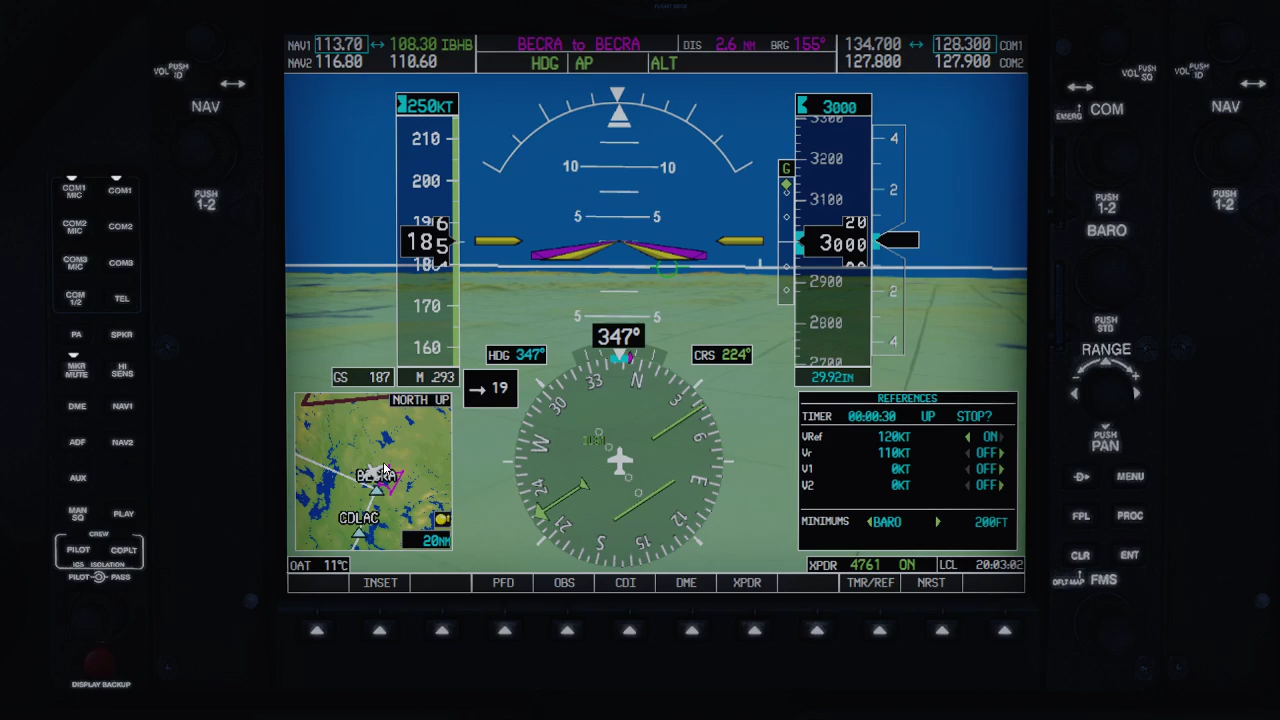 NAV1 113.70 ↔ 108.30 IBHB BECRA to BECRA DIS 2.6 NM BRG 155° 134.700 ↔ 128.300 COM1
NAV2 116.80 110.60 HDG AP ALT 127.800 127.900 COM2
VOL PUSH ID
VOL PUSH SQ
VOL PUSH ID
NAV
EMERG
COM
NAV
PUSH 1-2
PUSH 1-2
PUSH 1-2
BARO
PUSH STD
RANGE
- +
PUSH PAN
MENU
FPL PROC
CLR ENT
DFLT MAP FMS
COM1 MIC COM1
COM2 MIC COM2
COM3 MIC COM3
COM 1/2 TEL
PA SPKR
MKR MUTE HI SENS
DME NAV1
ADF NAV2
AUX
MAN SQ PLAY
CREW
PILOT COPLT
ICS ISOLATION
PILOT PASS
DISPLAY BACKUP
250KT
210
200
185
170
160
GS 187 M .293
10 10
5 5
5 5
G
3000
3200
3100
3000
20
2900
2800
2700
29.92IN
4
2
2
4
347°
HDG 347° CRS 224°
→ 19
N 3 6 E 12 15 S 21 24 W 30 33
NORTH UP
BECRA
CDLAC
20NM
REFERENCES
TIMER 00:00:30 UP STOP?
VRef 120KT ON
Vr 110KT OFF
V1 0KT OFF
V2 0KT OFF
MINIMUMS BARO 200FT
OAT 11°C XPDR 4761 ON LCL 20:03:02
INSET PFD OBS CDI DME XPDR TMR/REF NRST